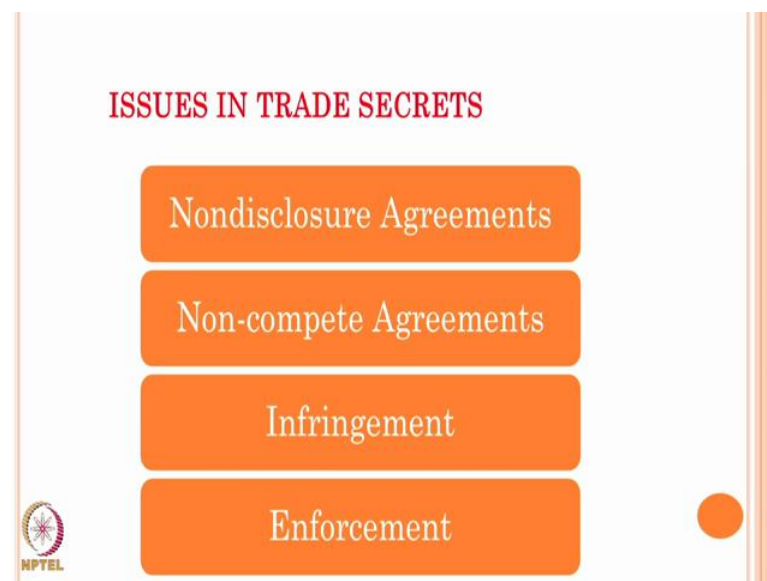 ISSUES IN TRADE SECRETS
Nondisclosure Agreements
Non-compete Agreements
Infringement
Enforcement
NPTEL